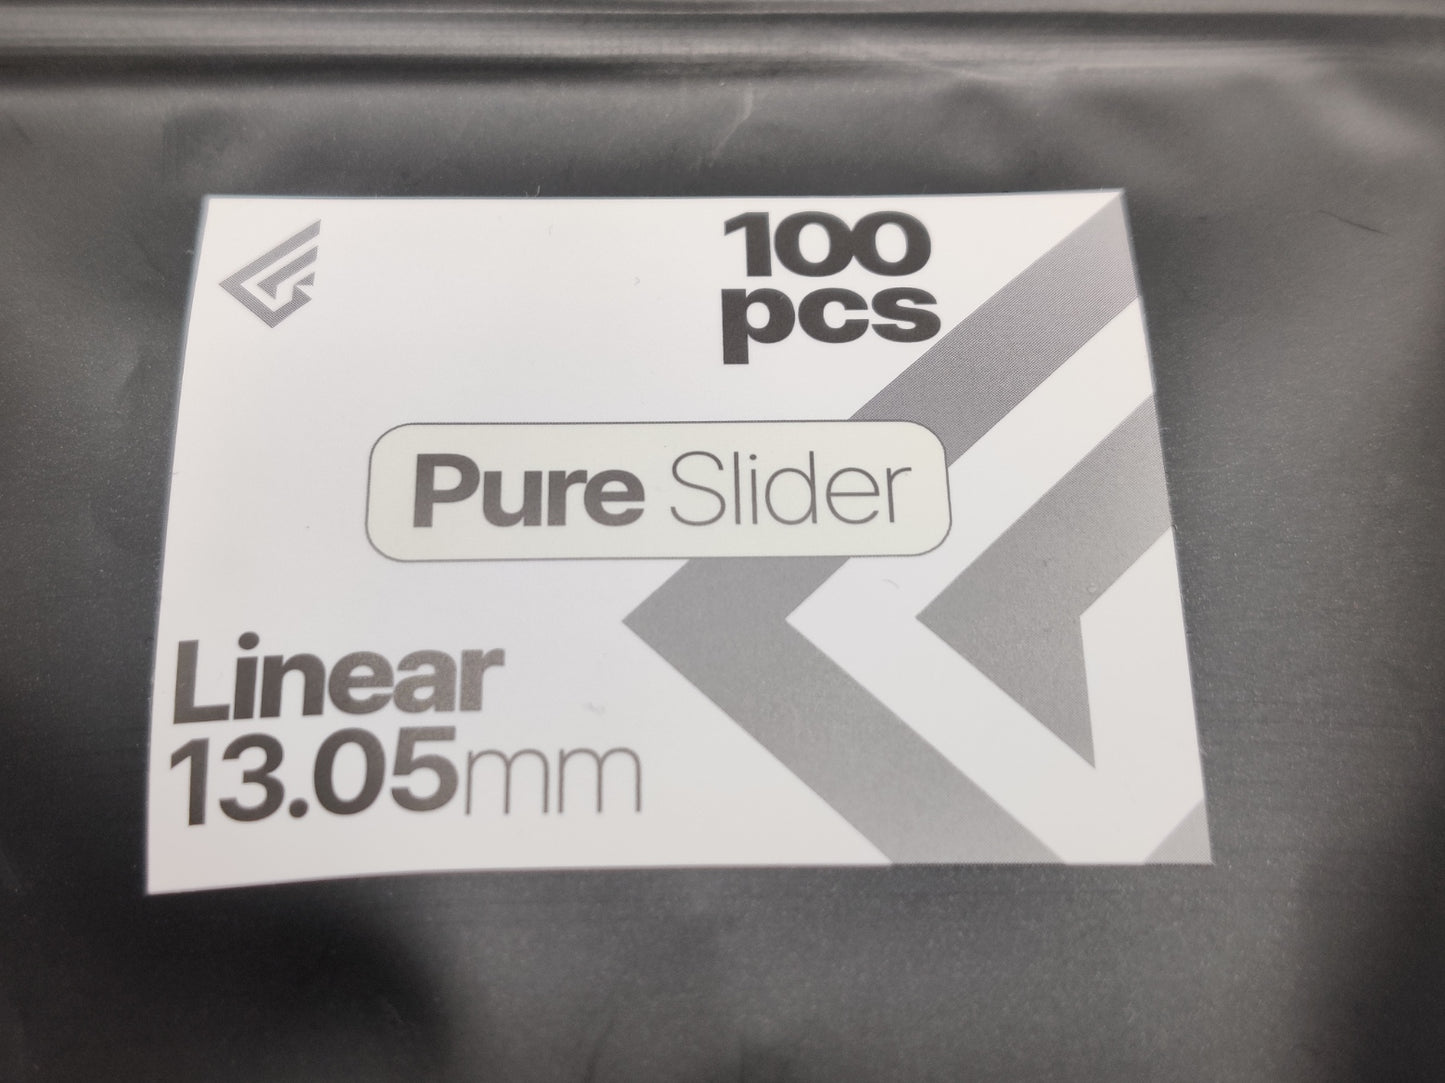 100
pcs
Pure Slider
Linear
13.05mm